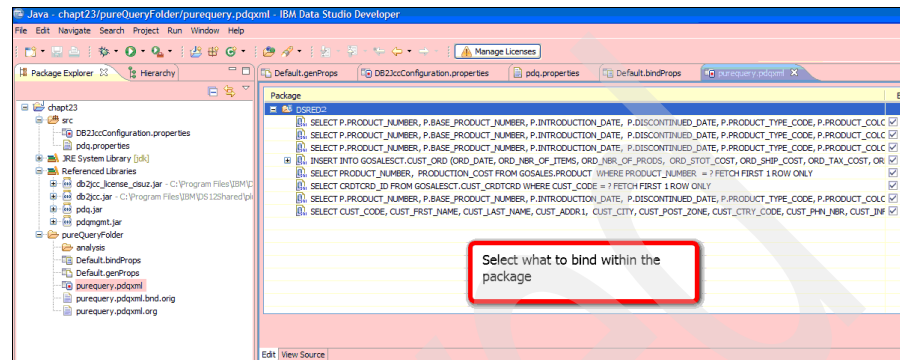 Java - chapt23/pureQueryFolder/purequery.pdqxml - IBM Data Studio Developer
File Edit Navigate Search Project Run Window Help
Manage Licenses
Package Explorer
Hierarchy
Default.genProps
DB2JccConfiguration.properties
pdq.properties
Default.bindProps
purequery.pdqxml
chapt23
src
DB2JccConfiguration.properties
pdq.properties
JRE System Library [jdk]
Referenced Libraries
db2jcc_license_cisuz.jar - C:\Program Files\IBM\D
db2jcc.jar - C:\Program Files\IBM\DS12Shared\pl
pdq.jar
pdqmgmt.jar
pureQueryFolder
analysis
Default.bindProps
Default.genProps
purequery.pdqxml
purequery.pdqxml.bnd.orig
purequery.pdqxml.org
Package
DSRED2
SELECT P.PRODUCT_NUMBER, P.BASE_PRODUCT_NUMBER, P.INTRODUCTION_DATE, P.DISCONTINUED_DATE, P.PRODUCT_TYPE_CODE, P.PRODUCT_COLO
SELECT P.PRODUCT_NUMBER, P.BASE_PRODUCT_NUMBER, P.INTRODUCTION_DATE, P.DISCONTINUED_DATE, P.PRODUCT_TYPE_CODE, P.PRODUCT_COLO
SELECT P.PRODUCT_NUMBER, P.BASE_PRODUCT_NUMBER, P.INTRODUCTION_DATE, P.DISCONTINUED_DATE, P.PRODUCT_TYPE_CODE, P.PRODUCT_COLO
INSERT INTO GOSALESCT.CUST_ORD (ORD_DATE, ORD_NBR_OF_ITEMS, ORD_NBR_OF_PRODS, ORD_STOT_COST, ORD_SHIP_COST, ORD_TAX_COST, OR
SELECT PRODUCT_NUMBER, PRODUCTION_COST FROM GOSALES.PRODUCT WHERE PRODUCT_NUMBER = ? FETCH FIRST 1 ROW ONLY
SELECT CRDTCRD_ID FROM GOSALESCT.CUST_CRDTCRD WHERE CUST_CODE = ? FETCH FIRST 1 ROW ONLY
SELECT P.PRODUCT_NUMBER, P.BASE_PRODUCT_NUMBER, P.INTRODUCTION_DATE, P.DISCONTINUED_DATE, P.PRODUCT_TYPE_CODE, P.PRODUCT_COLO
SELECT CUST_CODE, CUST_FRST_NAME, CUST_LAST_NAME, CUST_ADDR1, CUST_CITY, CUST_POST_ZONE, CUST_CTRY_CODE, CUST_PHN_NBR, CUST_INF
Select what to bind within the
package
Edit View Source